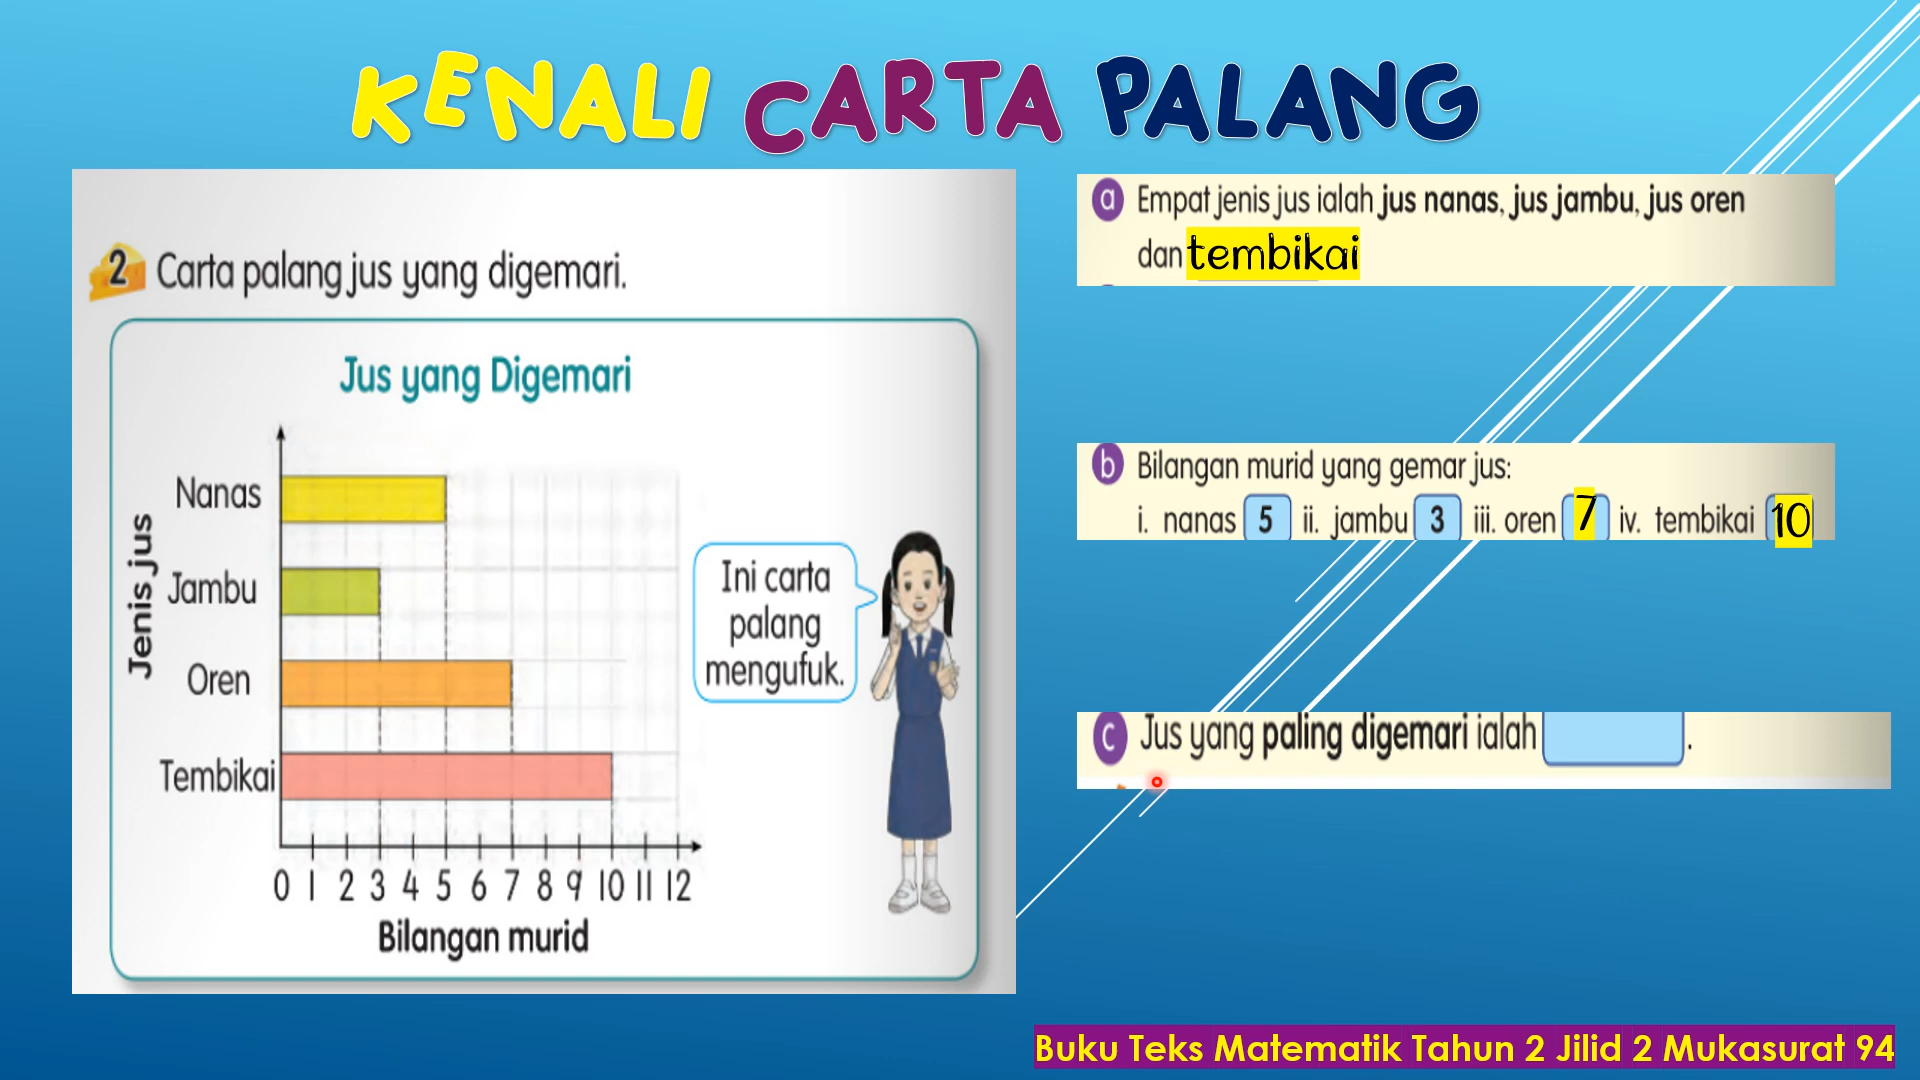 KENALI CARTA PALANG
2 Carta palang jus yang digemari.
Jus yang Digemari
Jenis jus
Nanas
Jambu
Oren
Tembikai
0 1 2 3 4 5 6 7 8 9 10 11 12
Bilangan murid
Ini carta
palang
mengufuk.
a Empat jenis jus ialah jus nanas, jus jambu, jus oren
dan tembikai
b Bilangan murid yang gemar jus:
i. nanas 5 ii. jambu 3 iii. oren 7 iv. tembikai 10
c Jus yang paling digemari ialah .
Buku Teks Matematik Tahun 2 Jilid 2 Mukasurat 94